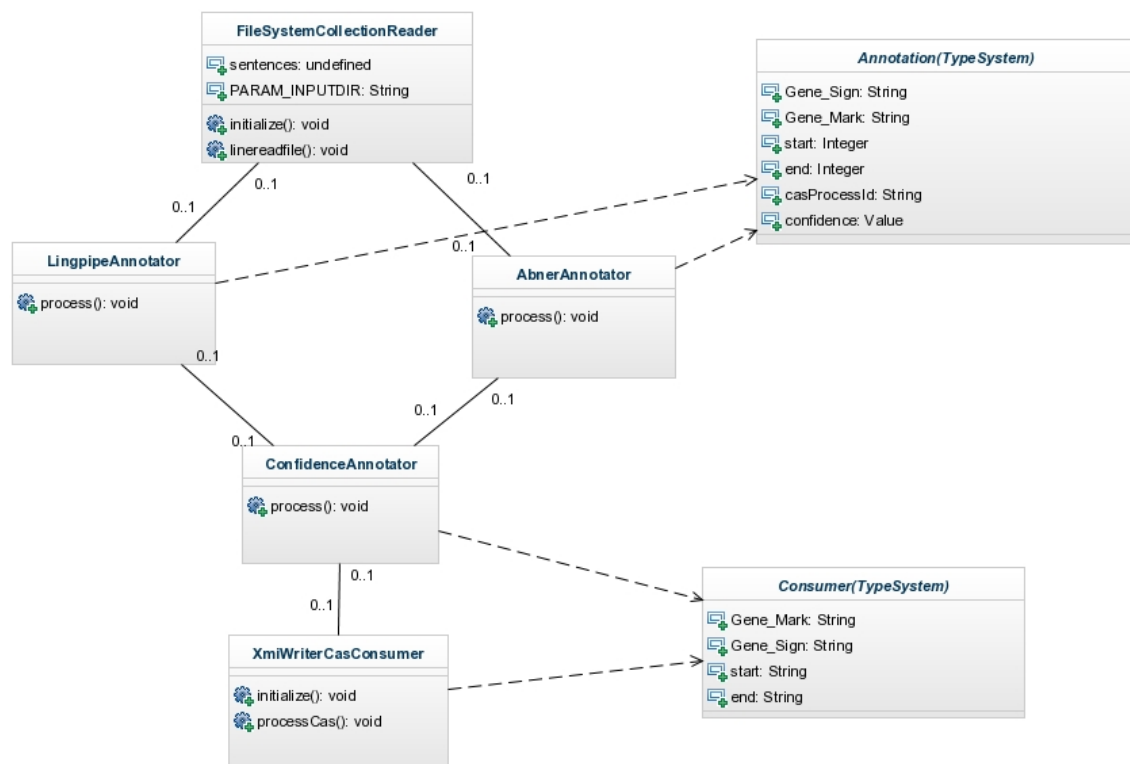 FileSystemCollectionReader
sentences: undefined
PARAM_INPUTDIR: String
initialize(): void
linereadfile(): void
Annotation(TypeSystem)
Gene_Sign: String
Gene_Mark: String
start: Integer
end: Integer
casProcessId: String
confidence: Value
0..1
0..1
0..1
0..1
LingpipeAnnotator
process(): void
AbnerAnnotator
process(): void
0..1
0..1
0..1
0..1
ConfidenceAnnotator
process(): void
0..1
0..1
Consumer(TypeSystem)
Gene_Mark: String
Gene_Sign: String
start: String
end: String
XmiWriterCasConsumer
initialize(): void
processCas(): void